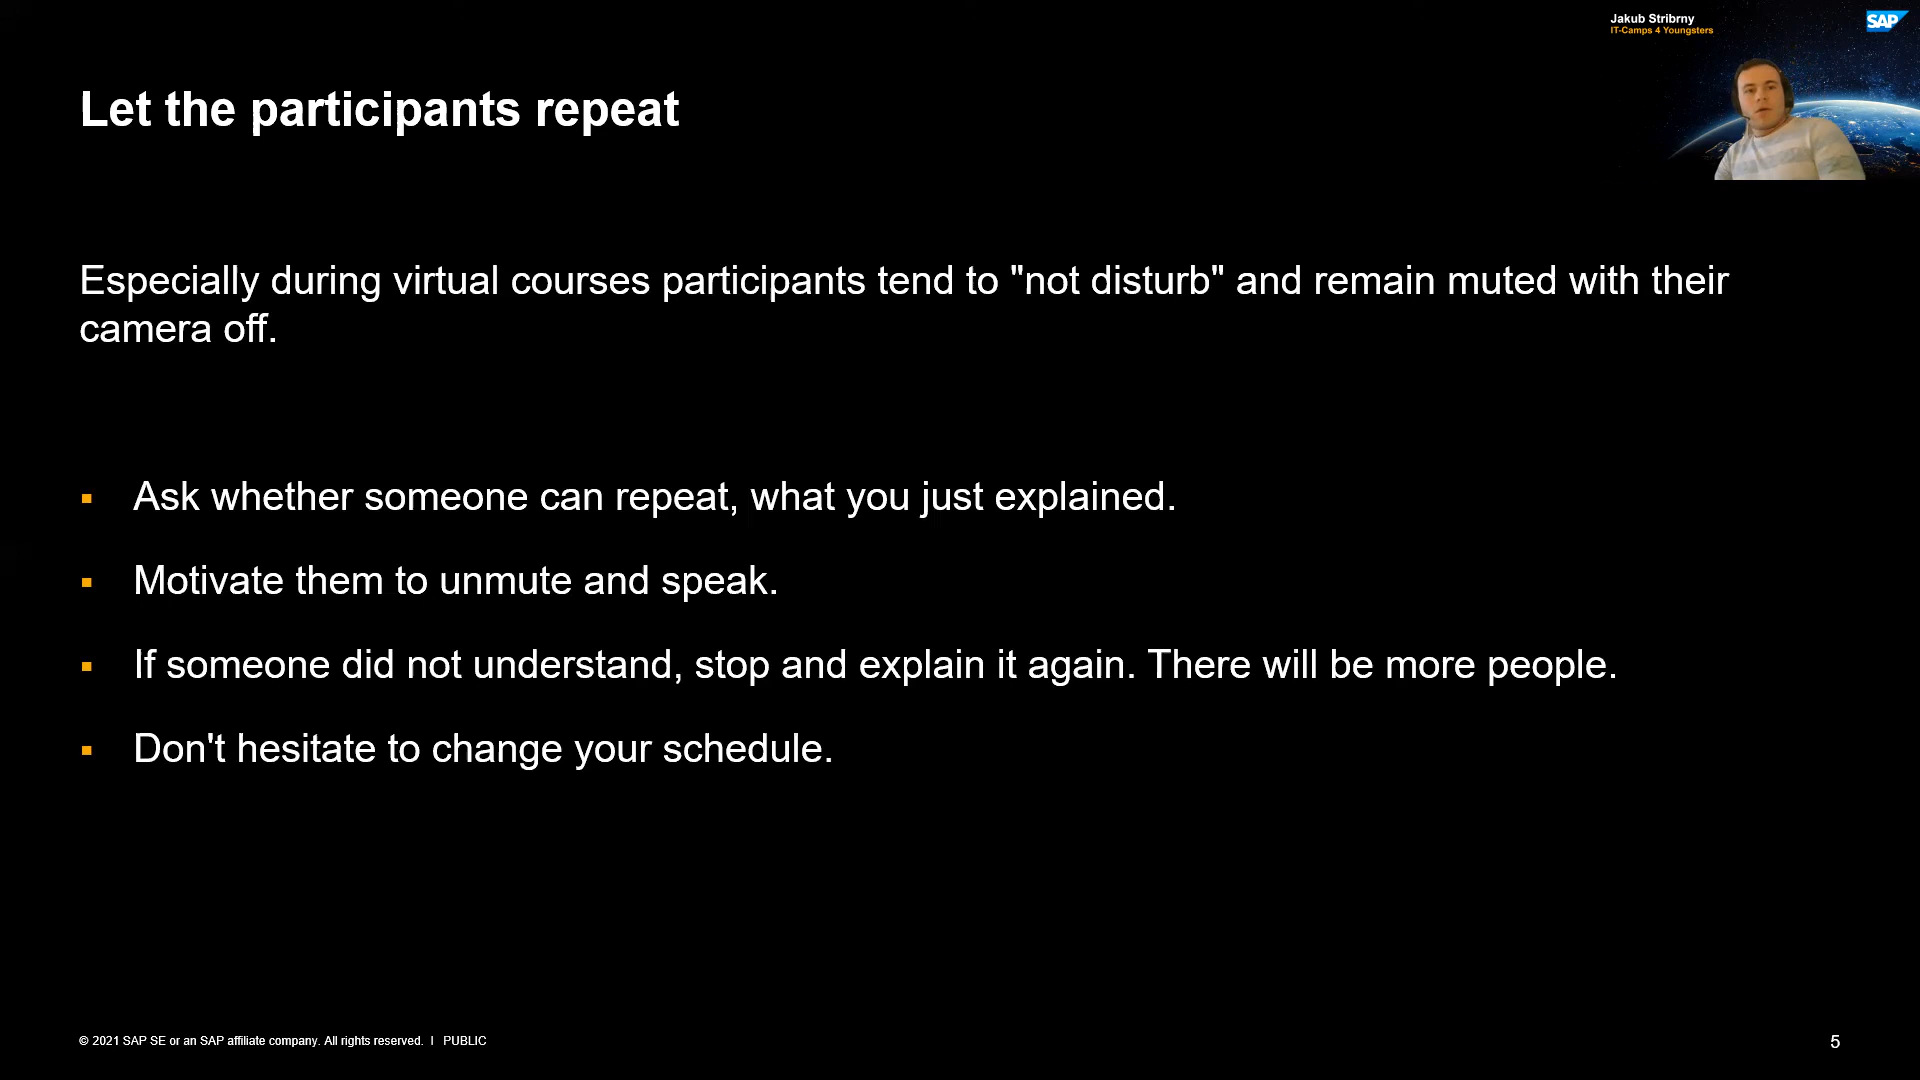 Jakub Stribrny
IT-Camps 4 Youngsters
SAP
Let the participants repeat
Especially during virtual courses participants tend to "not disturb" and remain muted with their
camera off.
▪ Ask whether someone can repeat, what you just explained.
▪ Motivate them to unmute and speak.
▪ If someone did not understand, stop and explain it again. There will be more people.
▪ Don't hesitate to change your schedule.
© 2021 SAP SE or an SAP affiliate company. All rights reserved. I PUBLIC
5